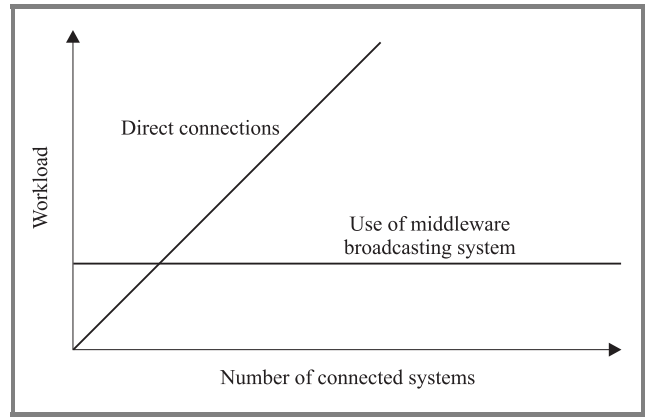 Direct connections
Workload
Use of middleware
broadcasting system
Number of connected systems